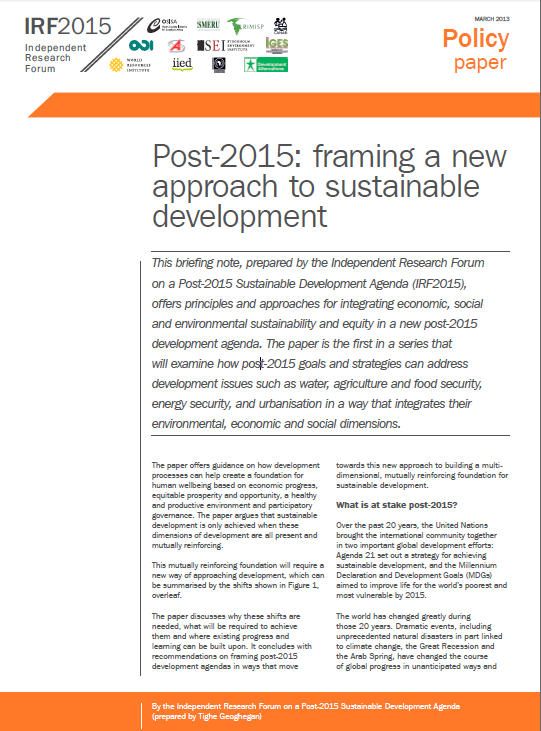 IRF2015
Independent
Research
Forum
OSISA
SMERU
RIMISP
ODI
SEI STOCKHOLM
ENVIRONMENT
INSTITUTE
IGES
WORLD
RESOURCES
INSTITUTE
iied
Development
Alternatives
MARCH 2013
Policy
paper
Post-2015: framing a new
approach to sustainable
development
This briefing note, prepared by the Independent Research Forum
on a Post-2015 Sustainable Development Agenda (IRF2015),
offers principles and approaches for integrating economic, social
and environmental sustainability and equity in a new post-2015
development agenda. The paper is the first in a series that
will examine how post-2015 goals and strategies can address
development issues such as water, agriculture and food security,
energy security, and urbanisation in a way that integrates their
environmental, economic and social dimensions.
The paper offers guidance on how development
processes can help create a foundation for
human wellbeing based on economic progress,
equitable prosperity and opportunity, a healthy
and productive environment and participatory
governance. The paper argues that sustainable
development is only achieved when these
dimensions of development are all present and
mutually reinforcing.
This mutually reinforcing foundation will require a
new way of approaching development, which can
be summarised by the shifts shown in Figure 1,
overleaf.
The paper discusses why these shifts are
needed, what will be required to achieve
them and where existing progress and
learning can be built upon. It concludes with
recommendations on framing post-2015
development agendas in ways that move
towards this new approach to building a multi-
dimensional, mutually reinforcing foundation for
sustainable development.
What is at stake post-2015?
Over the past 20 years, the United Nations
brought the international community together
in two important global development efforts:
Agenda 21 set out a strategy for achieving
sustainable development, and the Millennium
Declaration and Development Goals (MDGs)
aimed to improve life for the world's poorest and
most vulnerable by 2015.
The world has changed greatly during
those 20 years. Dramatic events, including
unprecedented natural disasters in part linked
to climate change, the Great Recession and
the Arab Spring, have changed the course
of global progress in unanticipated ways and
By the Independent Research Forum on a Post-2015 Sustainable Development Agenda
(prepared by Tighe Geoghegan)